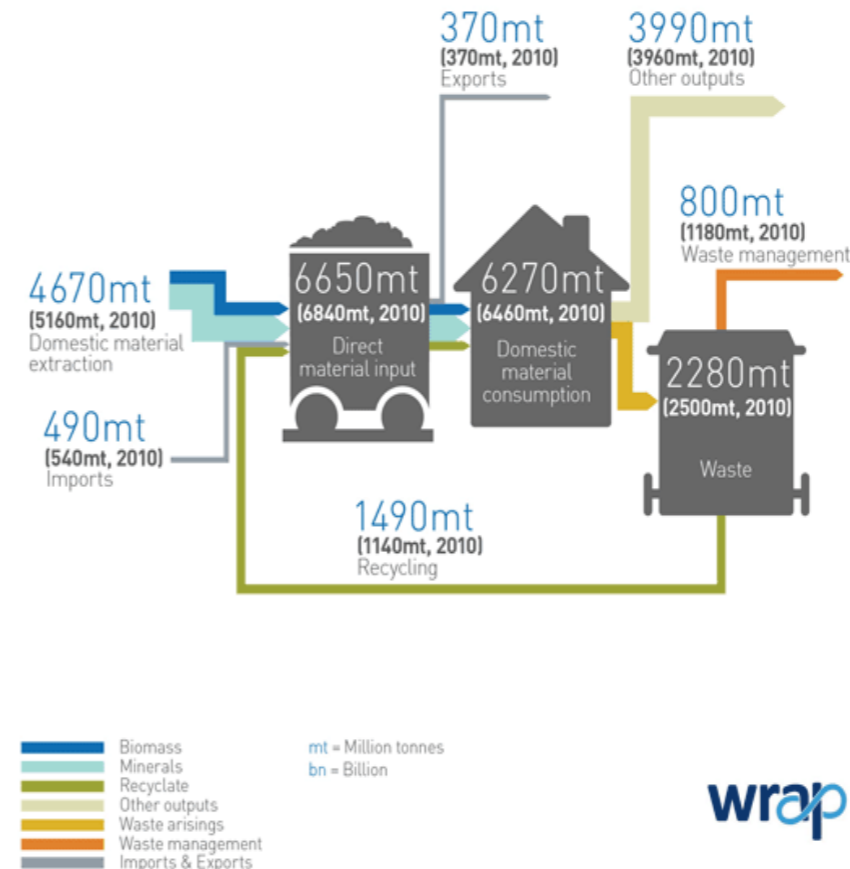 370mt
(370mt, 2010)
Exports
3990mt
(3960mt, 2010)
Other outputs
800mt
(1180mt, 2010)
Waste management
4670mt
(5160mt, 2010)
Domestic material
extraction
6650mt
(6840mt, 2010)
Direct
material input
6270mt
(6460mt, 2010)
Domestic
material
consumption
2280mt
(2500mt, 2010)
Waste
490mt
(540mt, 2010)
Imports
1490mt
(1140mt, 2010)
Recycling
Biomass
Minerals
Recyclate
Other outputs
Waste arisings
Waste management
Imports & Exports
mt = Million tonnes
bn = Billion
wrap